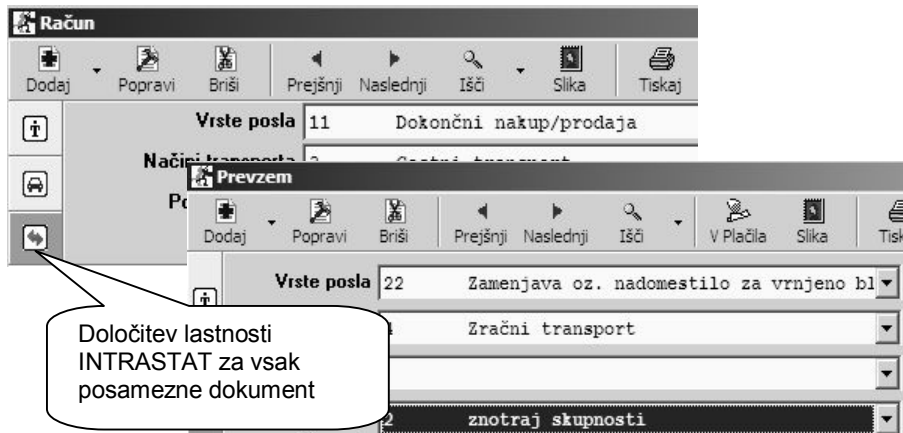 Račun
Dodaj Popravi Briši Prejšnji Naslednji Išči Slika Tiskaj
Vrste posla 11 Dokončni nakup/prodaja
Prevzem
Dodaj Popravi Briši Prejšnji Naslednji Išči V Plačila Slika Tisk
Vrste posla 22 Zamenjava oz. nadomestilo za vrnjeno bl
Zračni transport
2 znotraj skupnosti
Določitev lastnosti
INTRASTAT za vsak
posamezne dokument